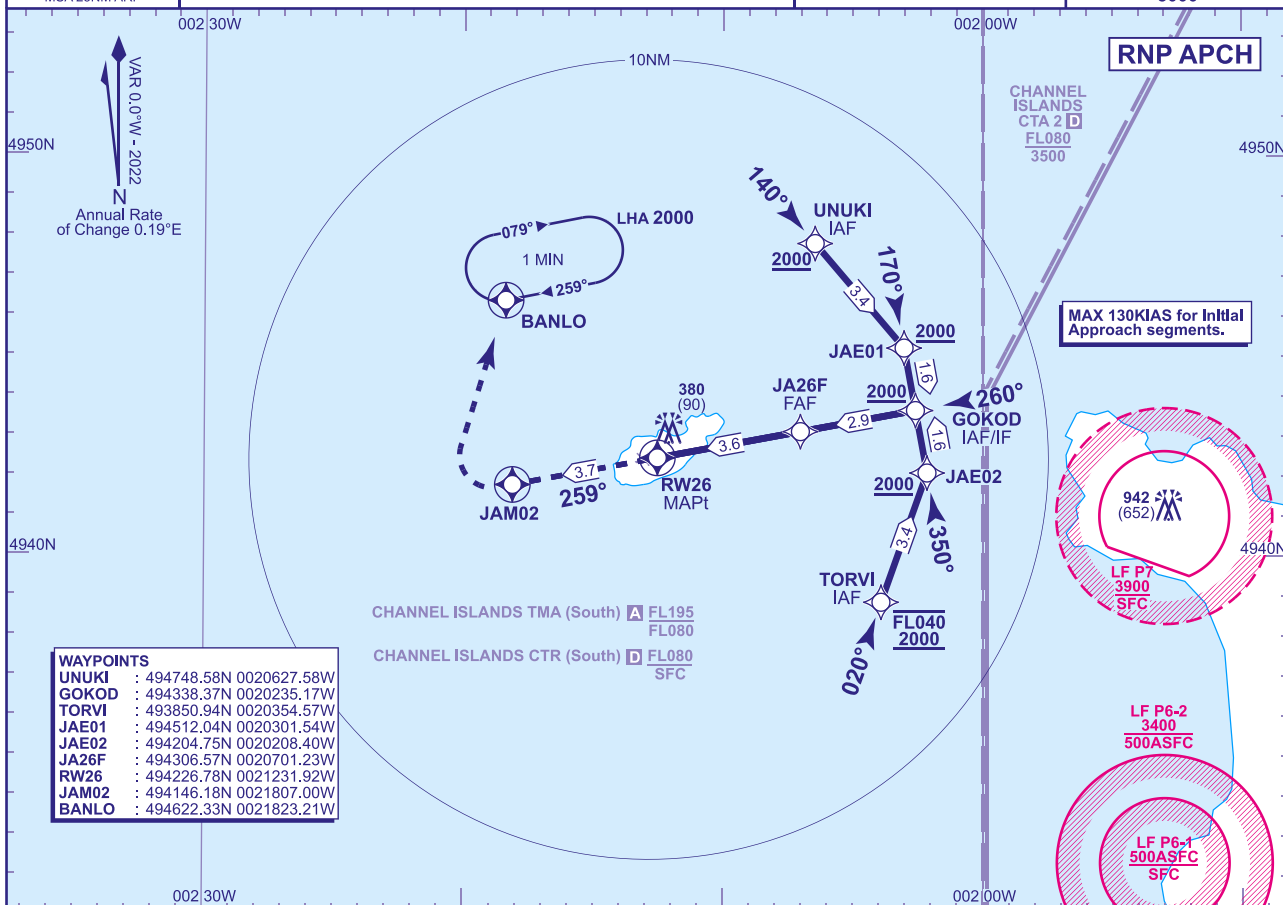 002 30W
002 00W
10NM
RNP APCH
VAR 0.0°W - 2022
N
Annual Rate
of Change 0.19°E
CHANNEL
ISLANDS
CTA 2 D
FL080
3500
4950N
4950N
140°
UNUKI
IAF
2000
LHA 2000
079°
1 MIN
259°
BANLO
170°
3.4
2000
JAE01
1.6
MAX 130KIAS for Initial
Approach segments.
380
(90)
JA26F
FAF
2000
260°
GOKOD
IAF/IF
2.9
3.6
1.6
3.7
259°
RW26
MAPt
JAM02
2000
JAE02
350°
3.4
942
(652)
4940N
4940N
LF P7
3900
SFC
TORVI
IAF
FL040
2000
020°
CHANNEL ISLANDS TMA (South) A FL195
FL080
CHANNEL ISLANDS CTR (South) D FL080
SFC
WAYPOINTS
UNUKI : 494748.58N 0020627.58W
GOKOD : 494338.37N 0020235.17W
TORVI : 493850.94N 0020354.57W
JAE01 : 494512.04N 0020301.54W
JAE02 : 494204.75N 0020208.40W
JA26F : 494306.57N 0020701.23W
RW26 : 494226.78N 0021231.92W
JAM02 : 494146.18N 0021807.00W
BANLO : 494622.33N 0021823.21W
LF P6-2
3400
500ASFC
LF P6-1
500ASFC
SFC
002 30W
002 00W